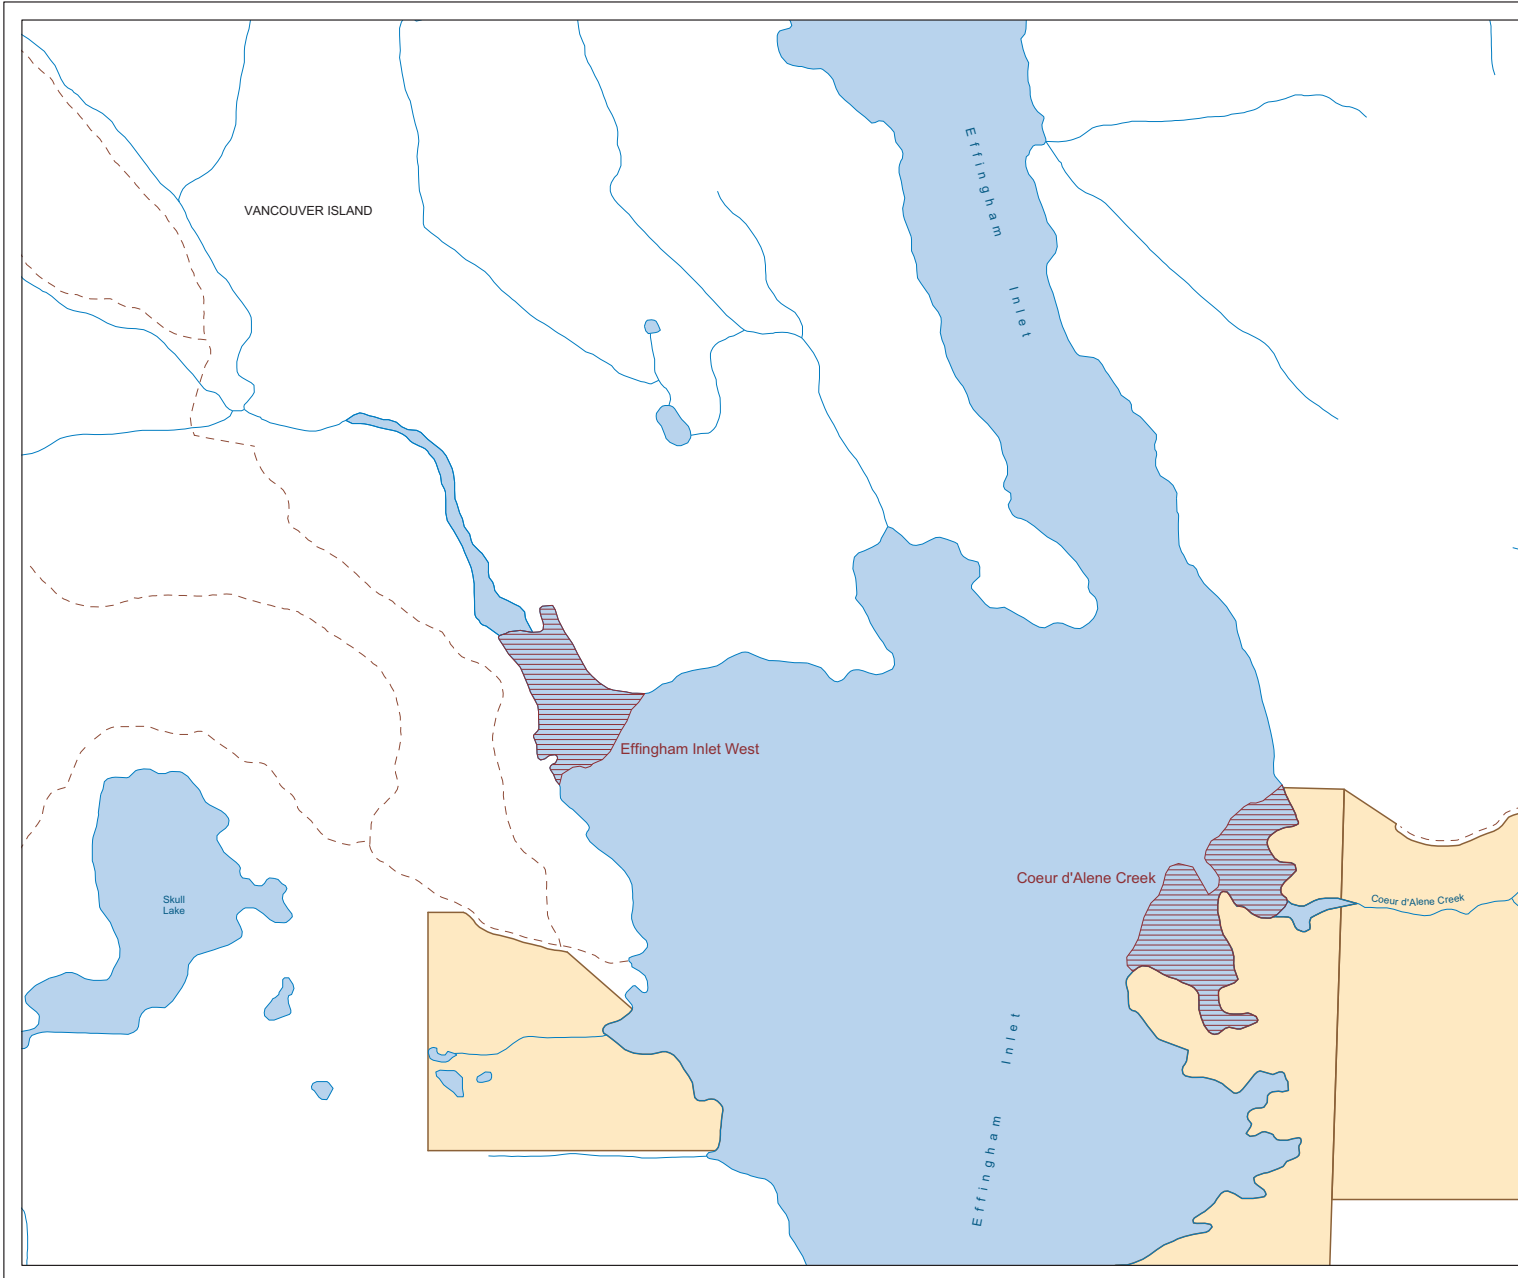 Effingham Inlet
VANCOUVER ISLAND
Effingham Inlet West
Coeur d'Alene Creek
Skull
Lake
Coeur d'Alene Creek
Effingham Inlet